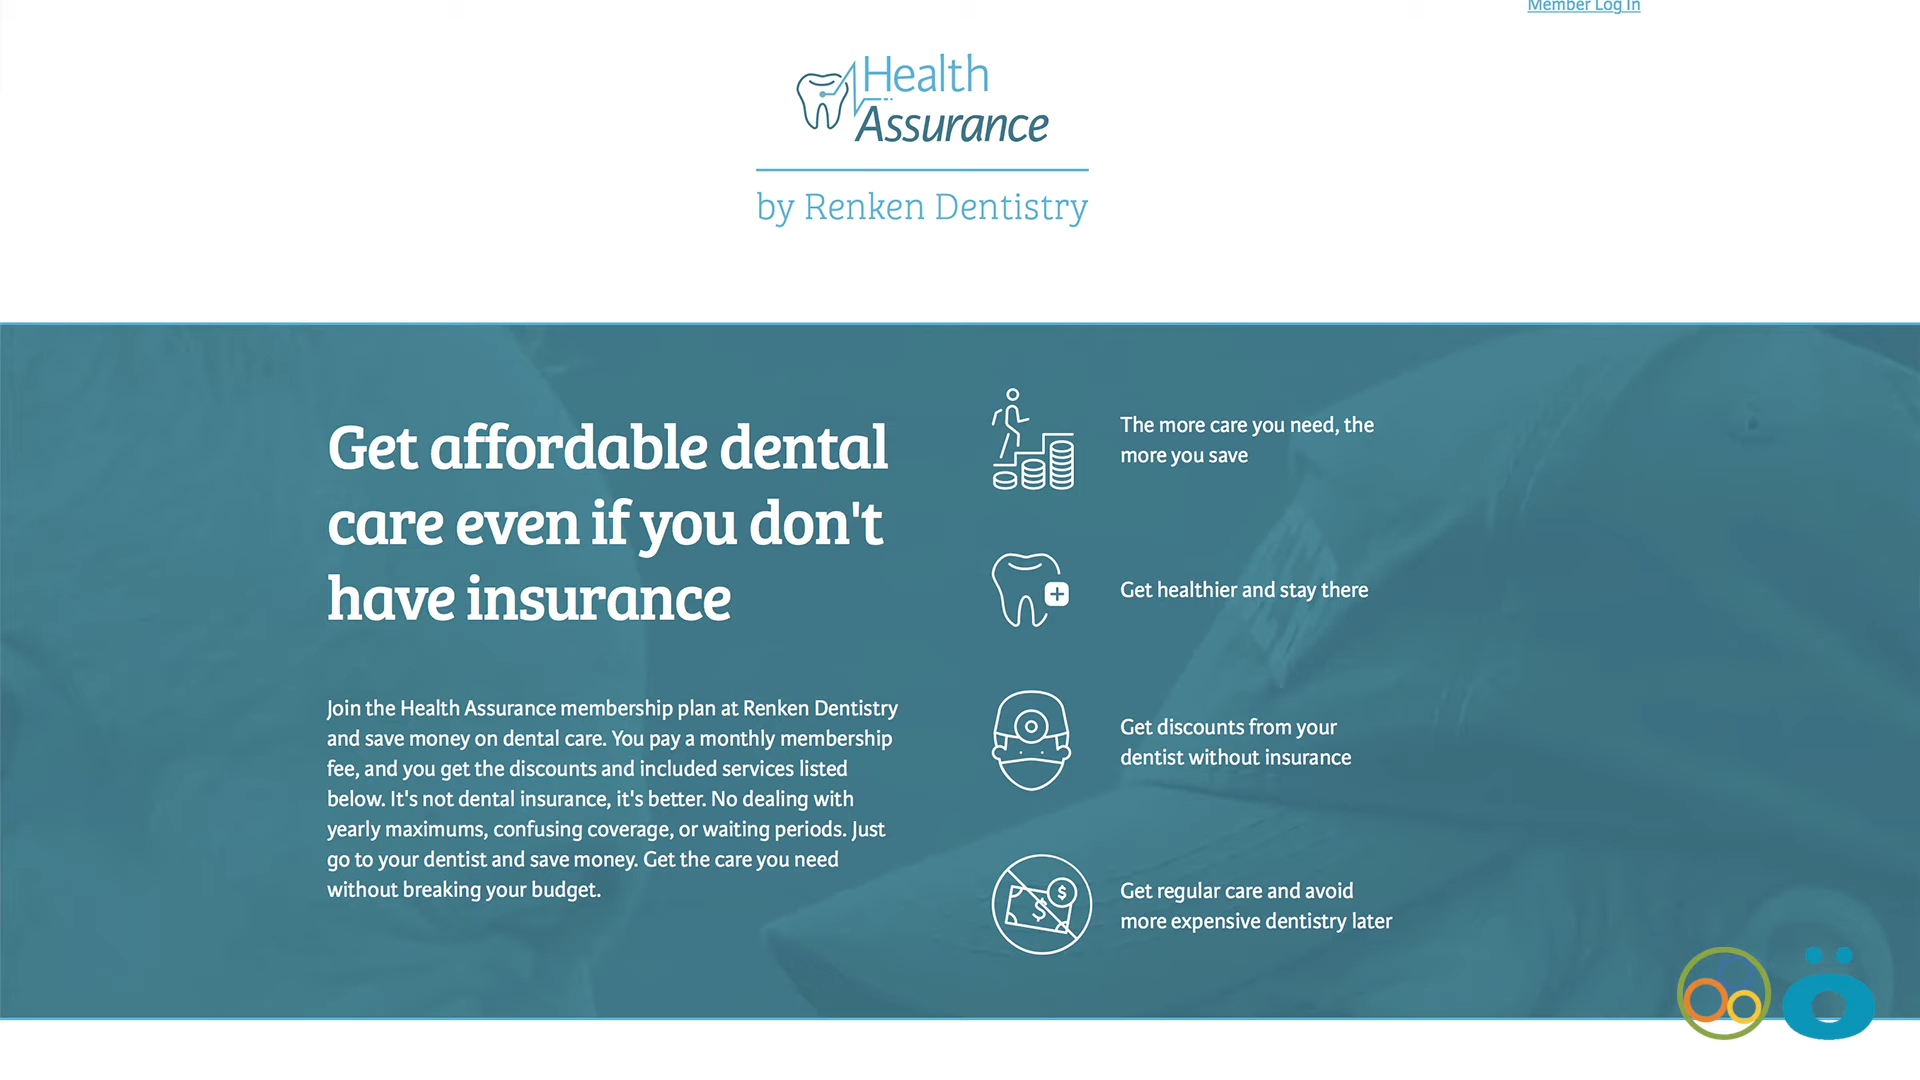 Member Log In
Health
Assurance
by Renken Dentistry
Get affordable dental
care even if you don't
have insurance
Join the Health Assurance membership plan at Renken Dentistry
and save money on dental care. You pay a monthly membership
fee, and you get the discounts and included services listed
below. It's not dental insurance, it's better. No dealing with
yearly maximums, confusing coverage, or waiting periods. Just
go to your dentist and save money. Get the care you need
without breaking your budget.
The more care you need, the
more you save
Get healthier and stay there
Get discounts from your
dentist without insurance
$
$
Get regular care and avoid
more expensive dentistry later
ö